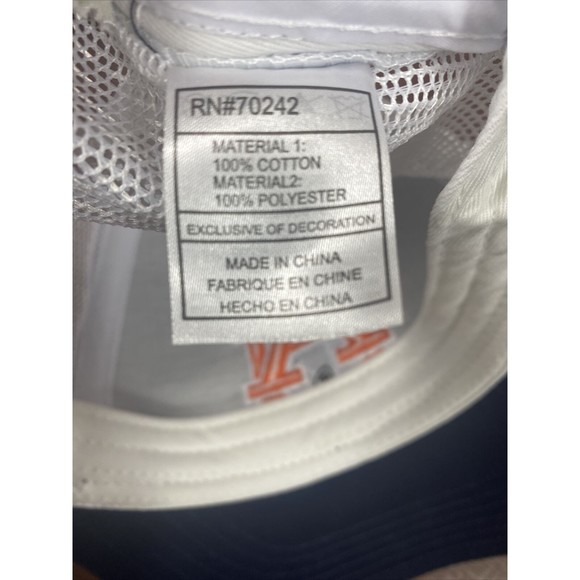 RN#70242
MATERIAL 1:
100% COTTON
MATERIAL2:
100% POLYESTER
EXCLUSIVE OF DECORATION
MADE IN CHINA
FABRIQUE EN CHINE
HECHO EN CHINA